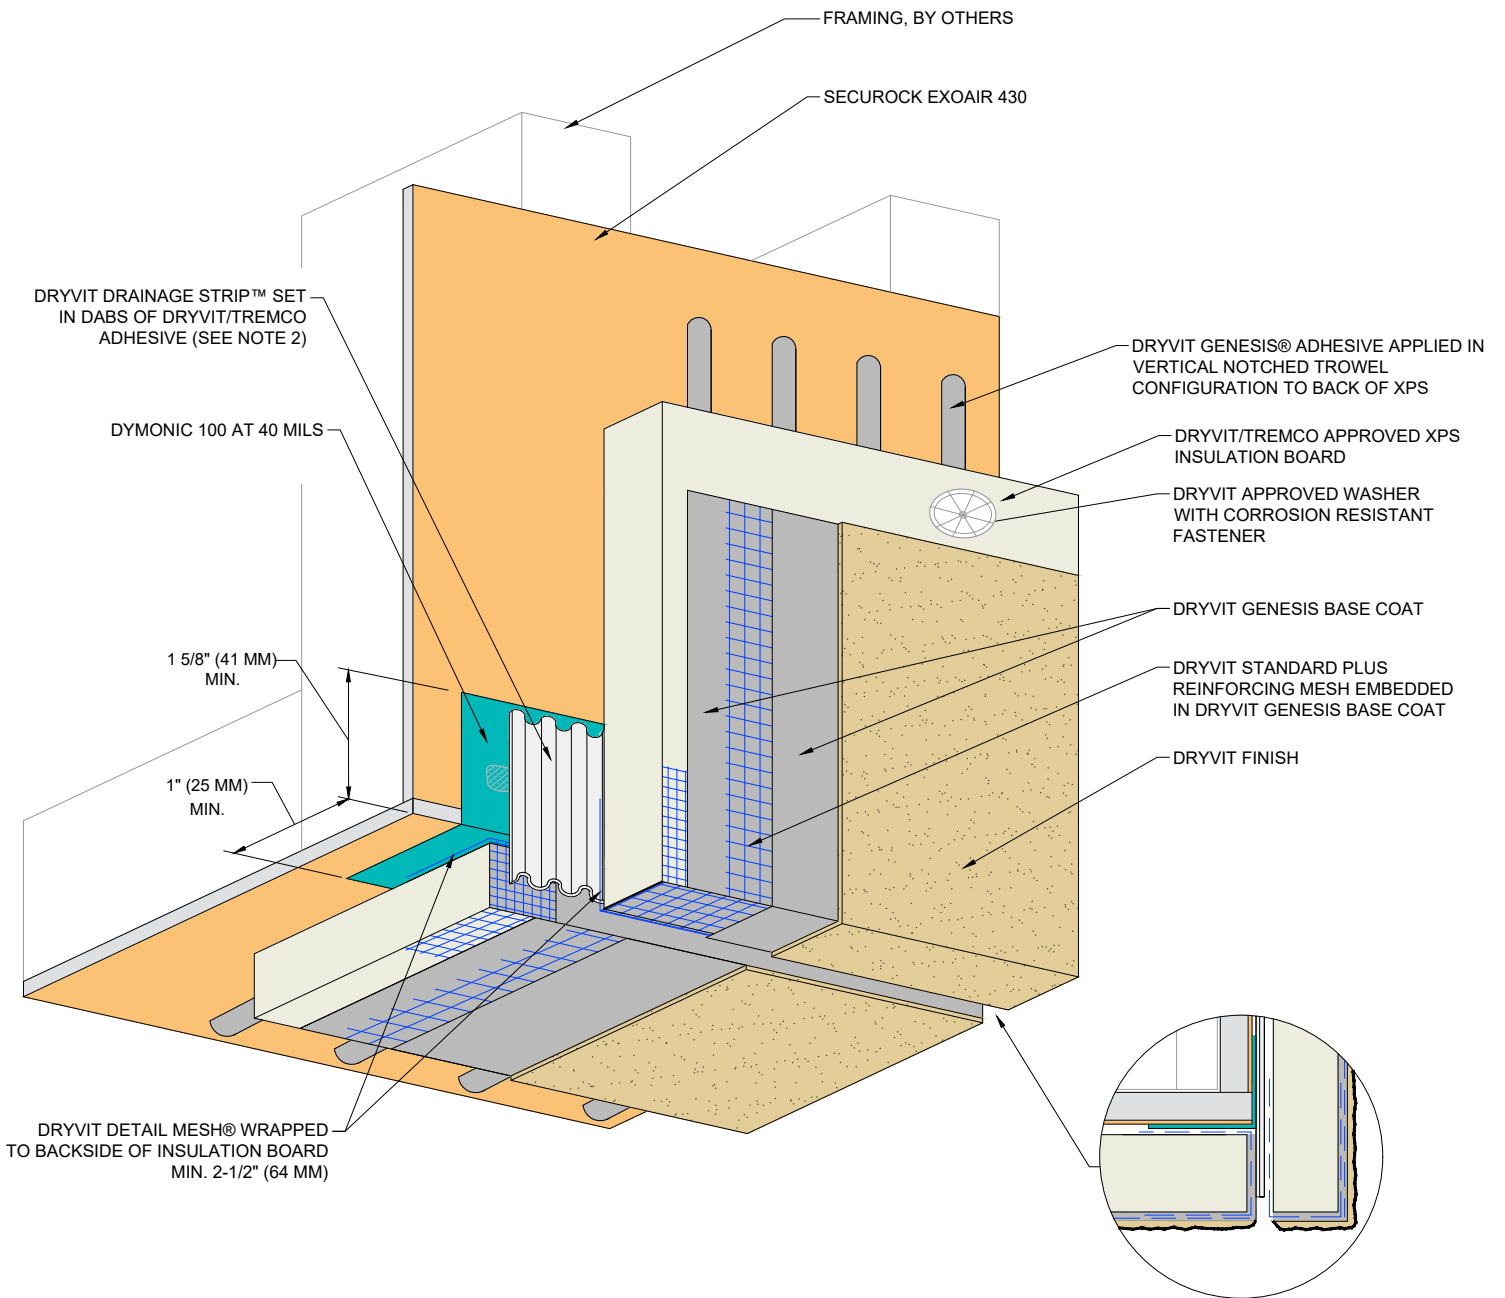 FRAMING, BY OTHERS
SECUROCK EXOAIR 430
DRYVIT DRAINAGE STRIP™ SET
IN DABS OF DRYVIT/TREMCO
ADHESIVE (SEE NOTE 2)
DRYVIT GENESIS® ADHESIVE APPLIED IN
VERTICAL NOTCHED TROWEL
CONFIGURATION TO BACK OF XPS
DYMONIC 100 AT 40 MILS
DRYVIT/TREMCO APPROVED XPS
INSULATION BOARD
DRYVIT APPROVED WASHER
WITH CORROSION RESISTANT
FASTENER
DRYVIT GENESIS BASE COAT
1 5/8" (41 MM)
MIN.
DRYVIT STANDARD PLUS
REINFORCING MESH EMBEDDED
IN DRYVIT GENESIS BASE COAT
DRYVIT FINISH
1" (25 MM)
MIN.
DRYVIT DETAIL MESH® WRAPPED
TO BACKSIDE OF INSULATION BOARD
MIN. 2-1/2" (64 MM)